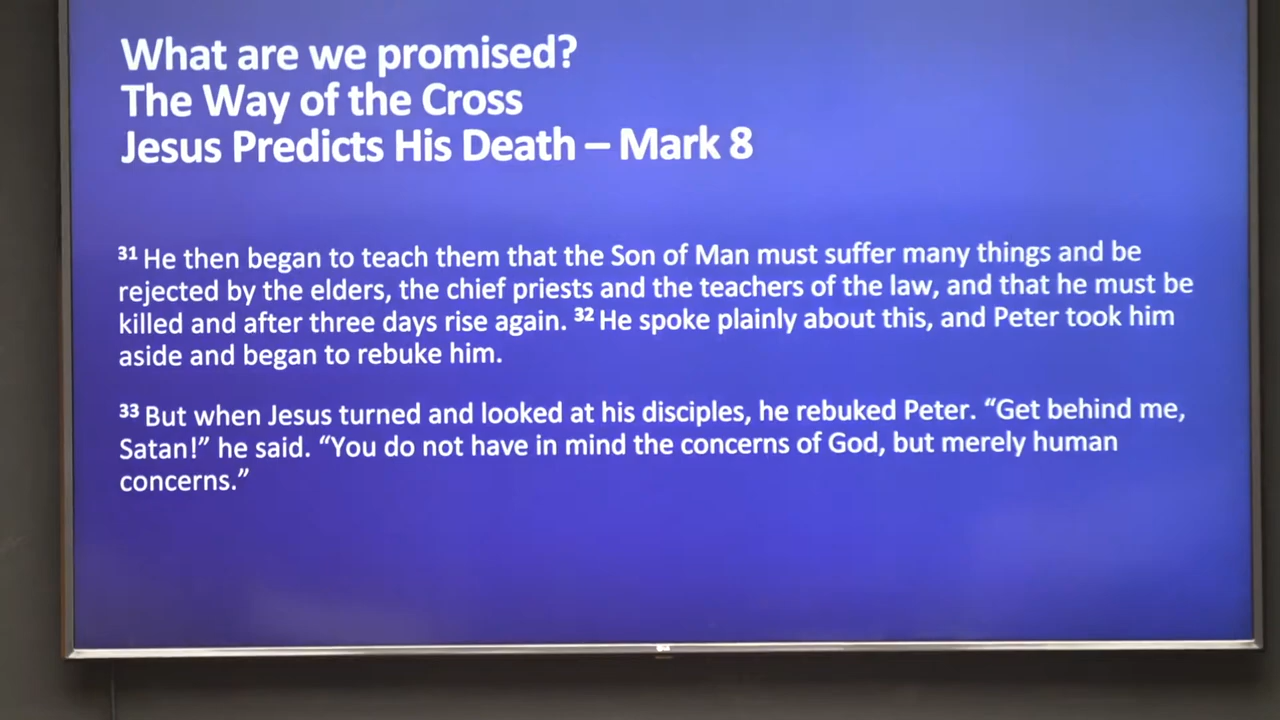 What are we promised?
The Way of the Cross
Jesus Predicts His Death – Mark 8
³¹ He then began to teach them that the Son of Man must suffer many things and be
rejected by the elders, the chief priests and the teachers of the law, and that he must be
killed and after three days rise again. ³² He spoke plainly about this, and Peter took him
aside and began to rebuke him.
³³ But when Jesus turned and looked at his disciples, he rebuked Peter. “Get behind me,
Satan!” he said. “You do not have in mind the concerns of God, but merely human
concerns.”